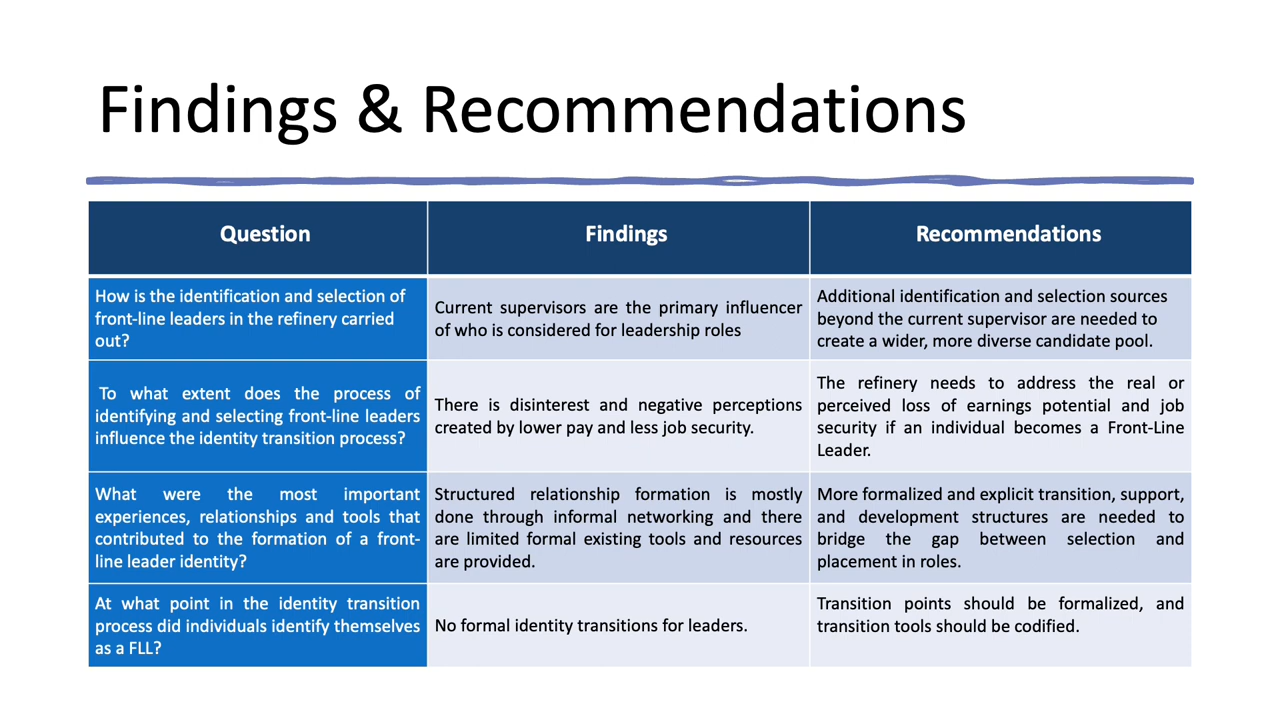 Findings & Recommendations
Question
Findings
Recommendations
How is the identification and selection of
front-line leaders in the refinery carried
out?
Current supervisors are the primary influencer
of who is considered for leadership roles
Additional identification and selection sources
beyond the current supervisor are needed to
create a wider, more diverse candidate pool.
To what extent does the process of
identifying and selecting front-line leaders
influence the identity transition process?
There is disinterest and negative perceptions
created by lower pay and less job security.
The refinery needs to address the real or
perceived loss of earnings potential and job
security if an individual becomes a Front-Line
Leader.
What were the most important
experiences, relationships and tools that
contributed to the formation of a front-
line leader identity?
Structured relationship formation is mostly
done through informal networking and there
are limited formal existing tools and resources
are provided.
More formalized and explicit transition, support,
and development structures are needed to
bridge the gap between selection and
placement in roles.
At what point in the identity transition
process did individuals identify themselves
as a FLL?
No formal identity transitions for leaders.
Transition points should be formalized, and
transition tools should be codified.